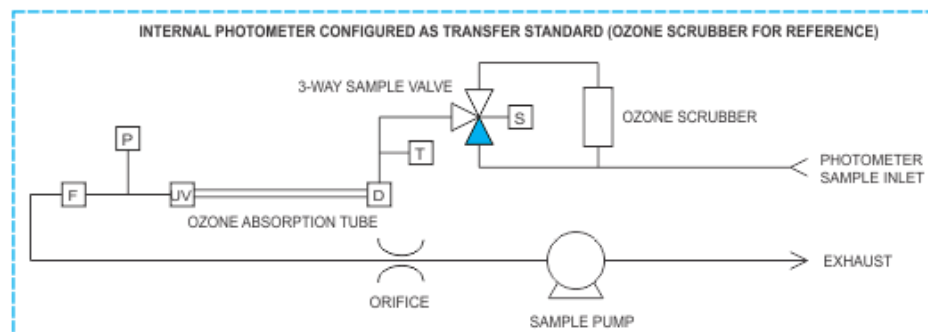 INTERNAL PHOTOMETER CONFIGURED AS TRANSFER STANDARD (OZONE SCRUBBER FOR REFERENCE)
3-WAY SAMPLE VALVE
S
OZONE SCRUBBER
P
T
PHOTOMETER
SAMPLE INLET
F
UV
D
OZONE ABSORPTION TUBE
EXHAUST
ORIFICE
SAMPLE PUMP